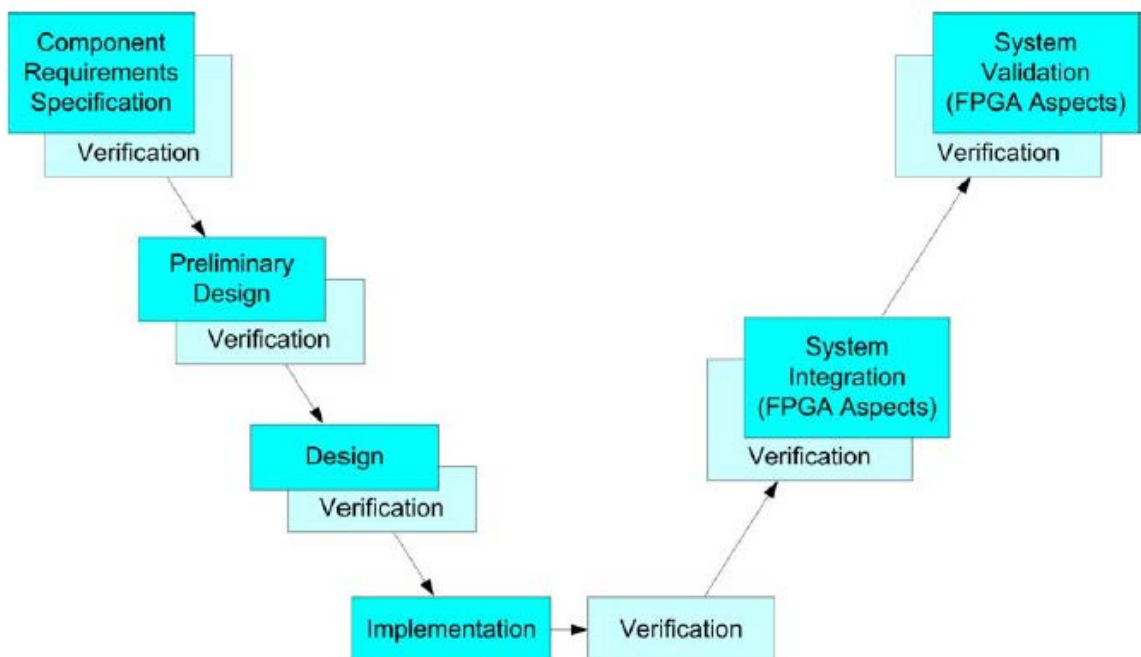 Component
Requirements
Specification
Verification
Preliminary
Design
Verification
Design
Verification
Implementation
Verification
System
Integration
(FPGA Aspects)
Verification
System
Validation
(FPGA Aspects)
Verification